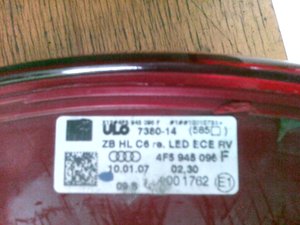 ULO 7380-14 (585□)
ZB HL C6 re. LED ECE RV
4F5 945 096 F
10.01.07 02,30
001762 E1